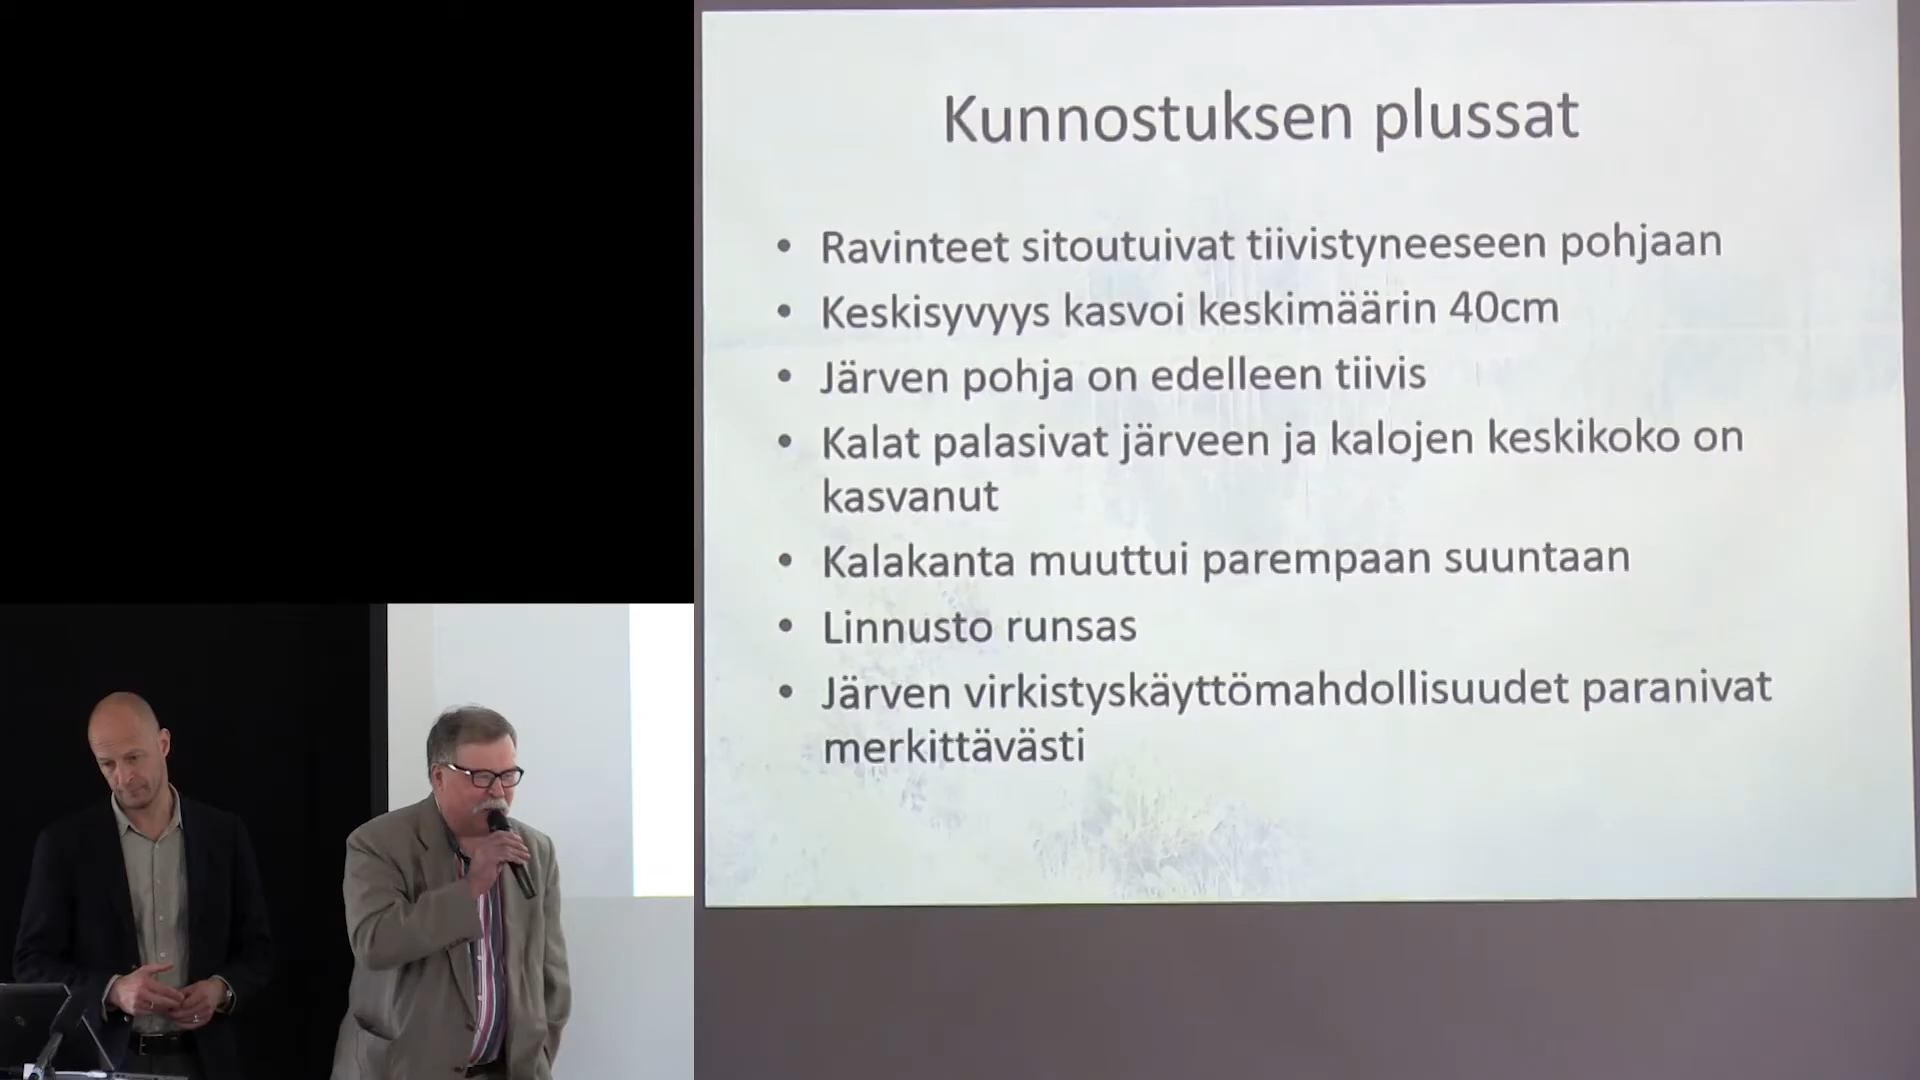 Kunnostuksen plussat
• Ravinteet sitoutuivat tiivistyneeseen pohjaan
• Keskisyvyys kasvoi keskimäärin 40cm
• Järven pohja on edelleen tiivis
• Kalat palasivat järveen ja kalojen keskikoko on
kasvanut
• Kalakanta muuttui parempaan suuntaan
• Linnusto runsas
• Järven virkistyskäyttömahdollisuudet paranivat
merkittävästi